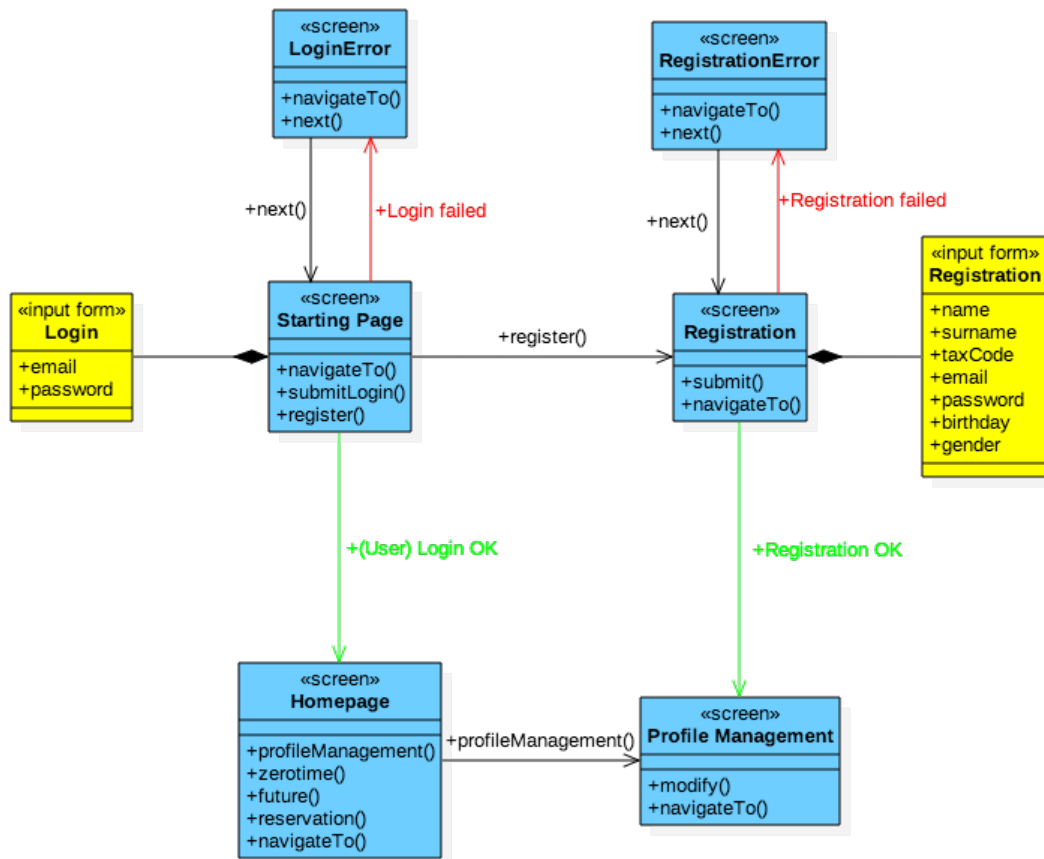 «screen»
LoginError
+navigateTo()
+next()
«screen»
RegistrationError
+navigateTo()
+next()
+next()
+Login failed
+next()
+Registration failed
«input form»
Login
+email
+password
«screen»
Starting Page
+navigateTo()
+submitLogin()
+register()
+register()
«screen»
Registration
+submit()
+navigateTo()
«input form»
Registration
+name
+surname
+taxCode
+email
+password
+birthday
+gender
+(User) Login OK
+Registration OK
«screen»
Homepage
+profileManagement()
+zerotime()
+future()
+reservation()
+navigateTo()
+profileManagement()
«screen»
Profile Management
+modify()
+navigateTo()